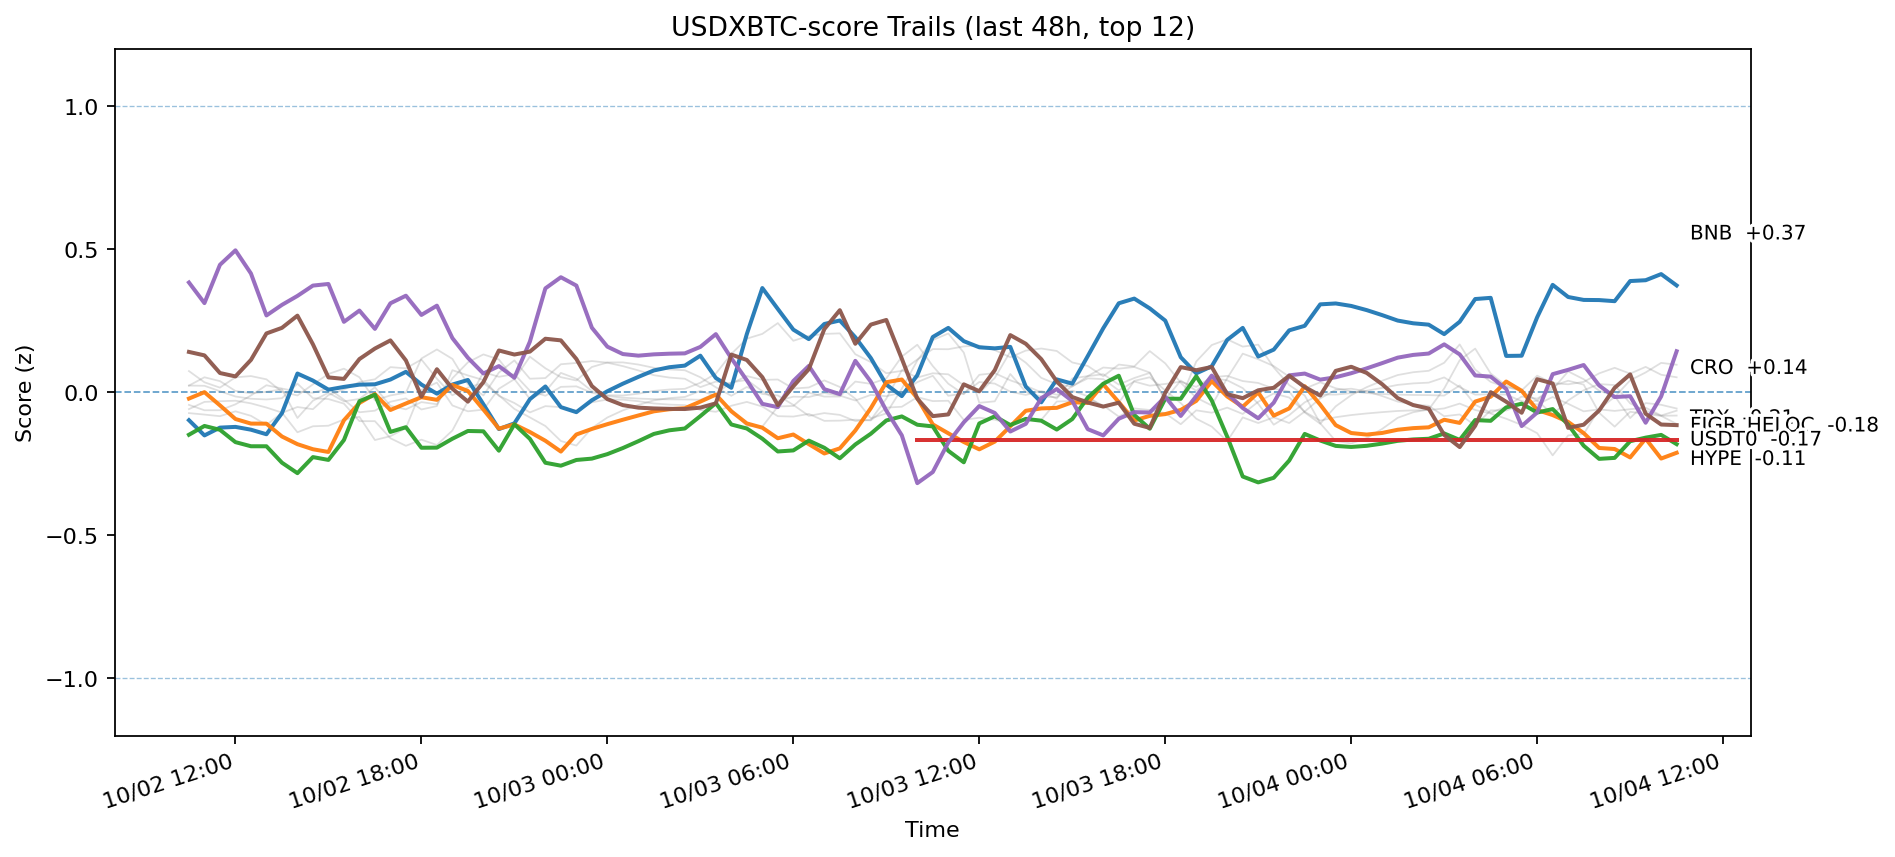 USDXBTC-score Trails (last 48h, top 12)
Score (z)
1.0
0.5
0.0
−0.5
−1.0
BNB +0.37
CRO +0.14
TRX -0.21
FIGR_HELOC -0.18
USDT0 -0.17
HYPE -0.11
10/02 12:00
10/02 18:00
10/03 00:00
10/03 06:00
10/03 12:00
10/03 18:00
10/04 00:00
10/04 06:00
10/04 12:00
Time